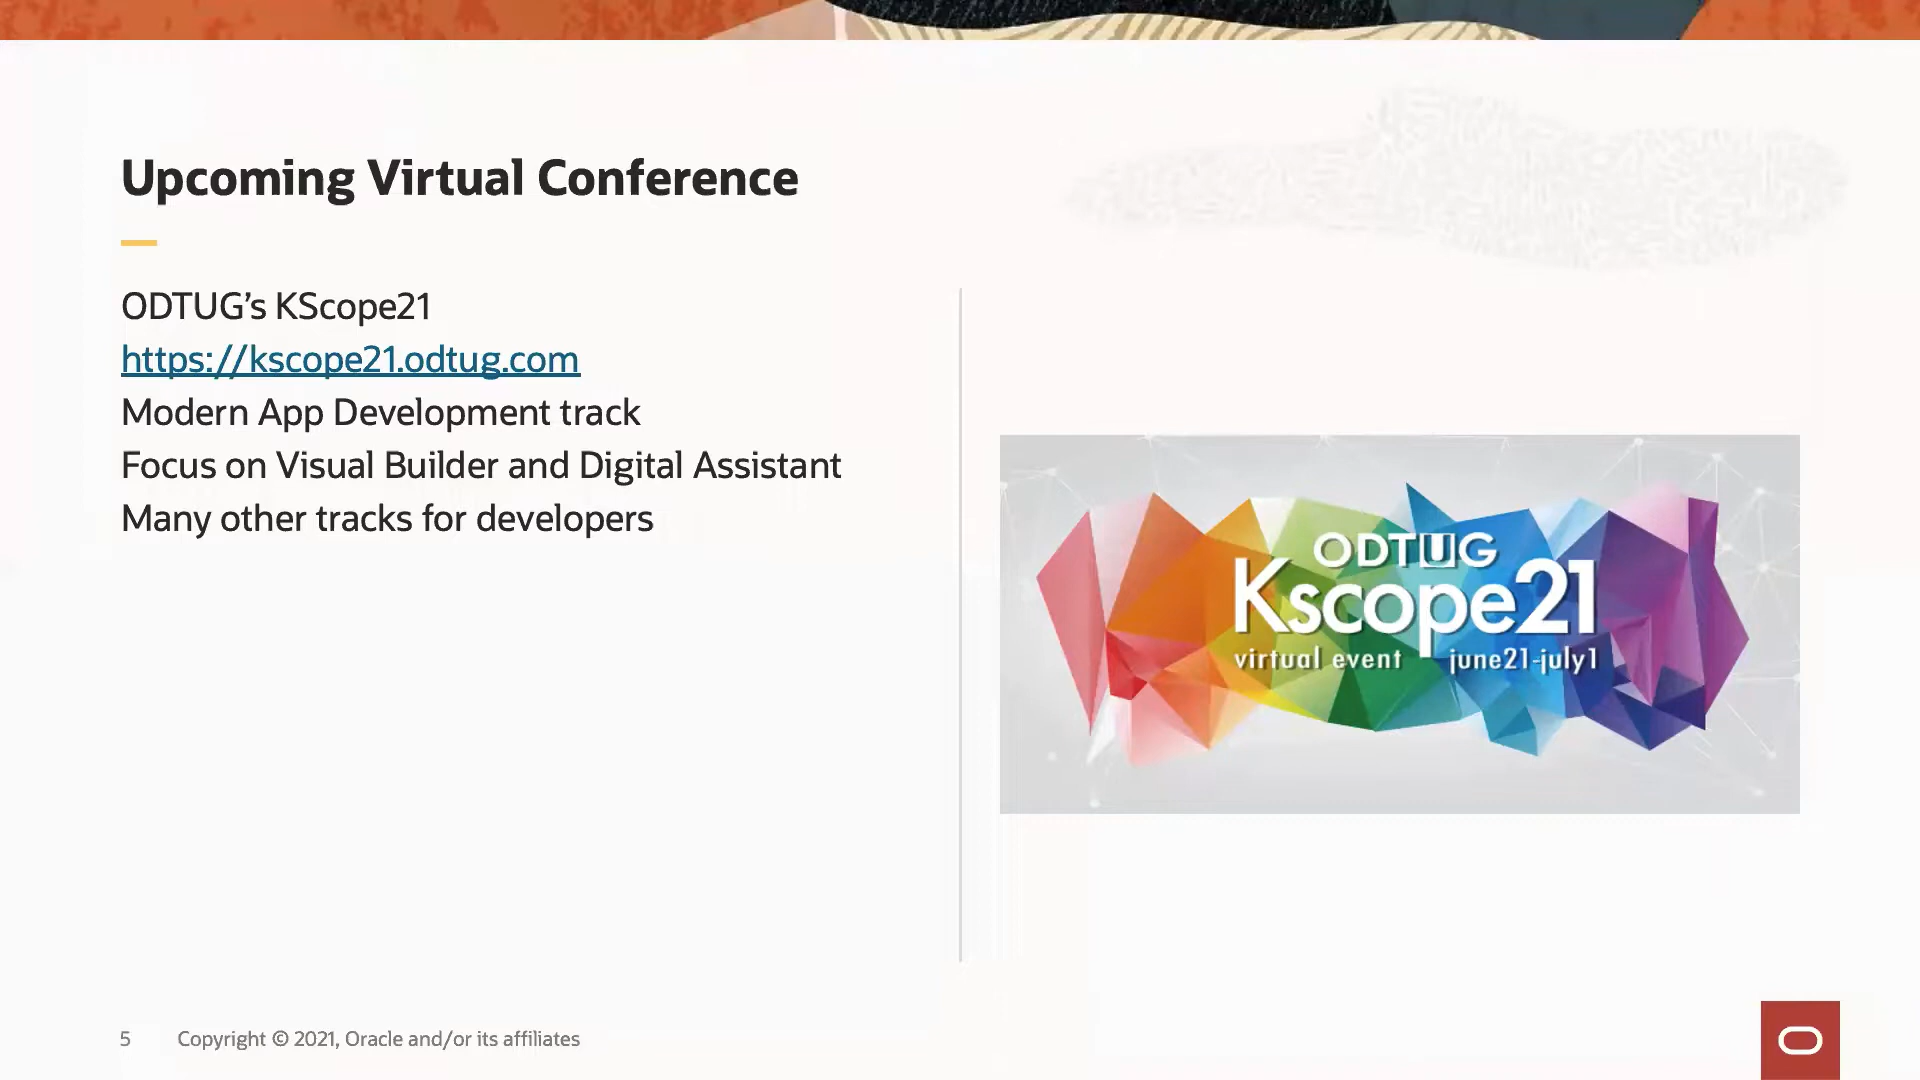 Upcoming Virtual Conference
ODTUG’s KScope21
https://kscope21.odtug.com
Modern App Development track
Focus on Visual Builder and Digital Assistant
Many other tracks for developers
ODTUG
Kscope21
virtual event june21-july1
5 Copyright © 2021, Oracle and/or its affiliates